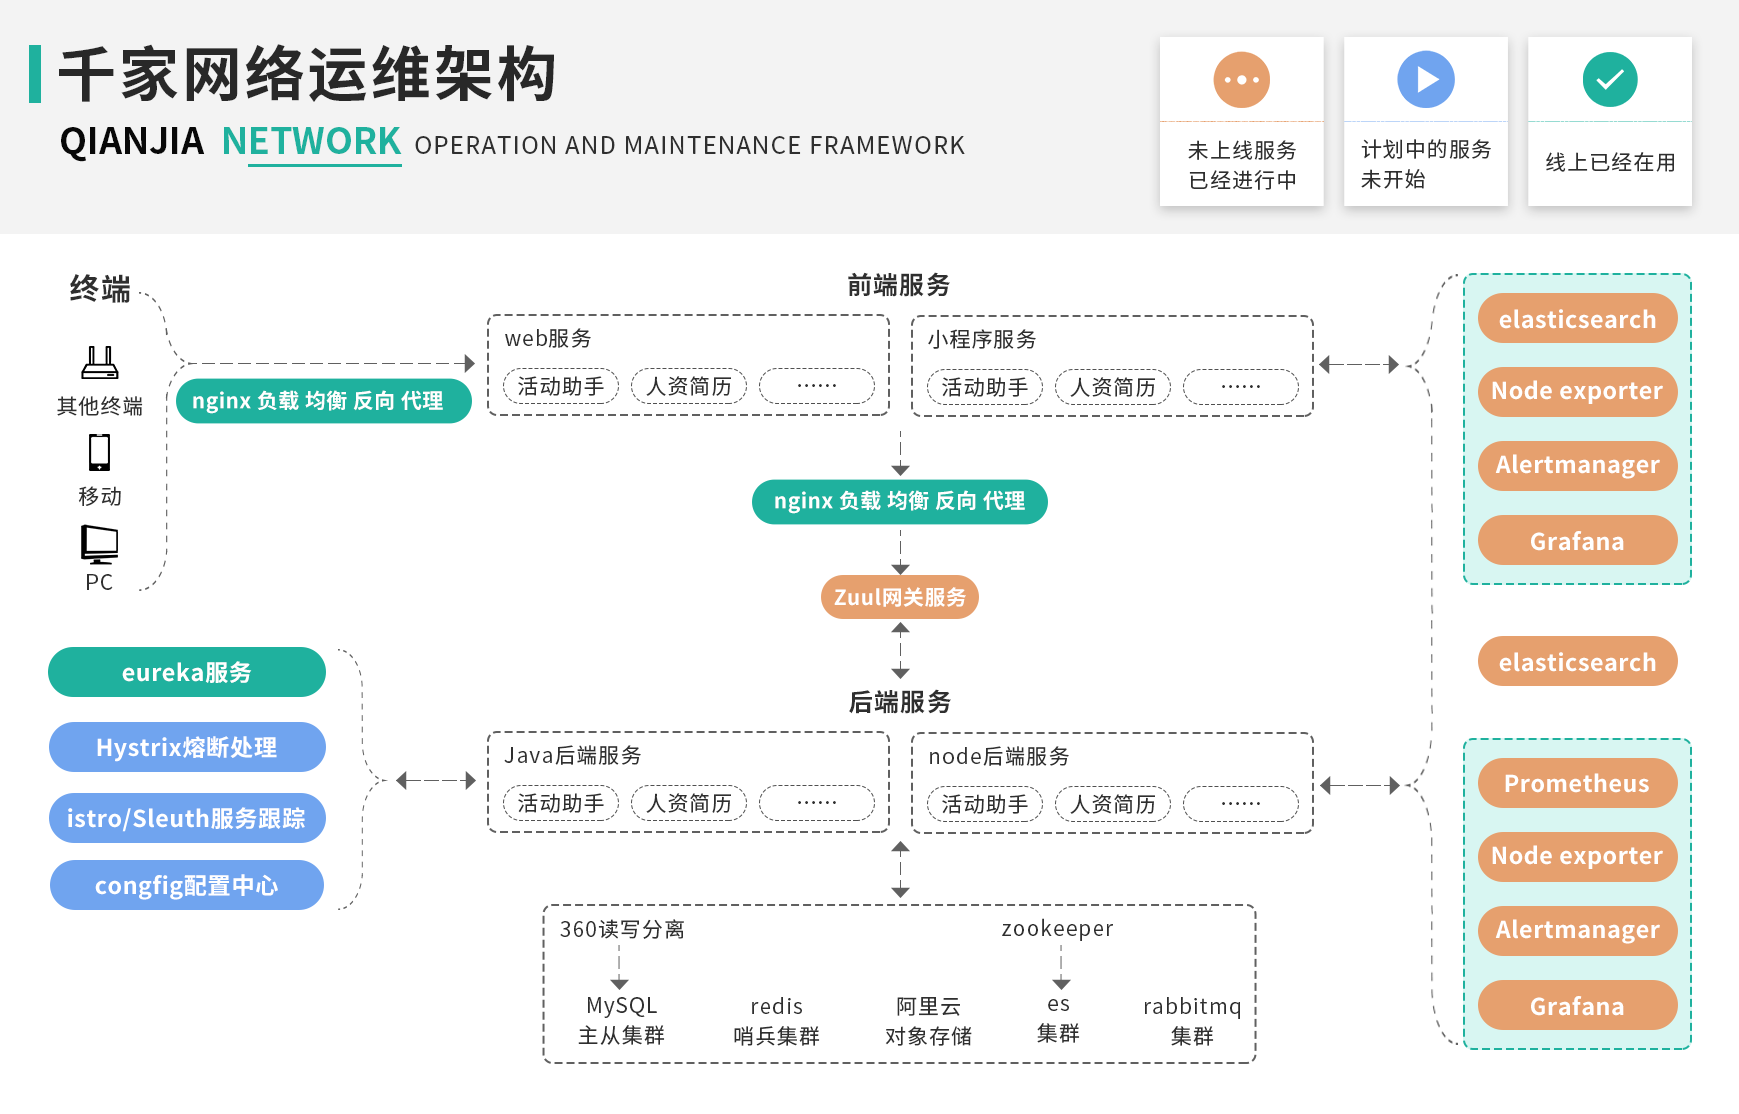 千家网络运维架构
QIANJIA NETWORK OPERATION AND MAINTENANCE FRAMEWORK
未上线服务
已经进行中
计划中的服务
未开始
线上已经在用
终端
其他终端
移动
PC
nginx 负载 均衡 反向 代理
前端服务
web服务
活动助手 人资简历 ······
小程序服务
活动助手 人资简历 ······
nginx 负载 均衡 反向 代理
Zuul网关服务
eureka服务
Hystrix熔断处理
istro/Sleuth服务跟踪
congfig配置中心
后端服务
Java后端服务
活动助手 人资简历 ······
node后端服务
活动助手 人资简历 ······
360读写分离
zookeeper
MySQL
主从集群
redis
哨兵集群
阿里云
对象存储
es
集群
rabbitmq
集群
elasticsearch
Node exporter
Alertmanager
Grafana
elasticsearch
Prometheus
Node exporter
Alertmanager
Grafana